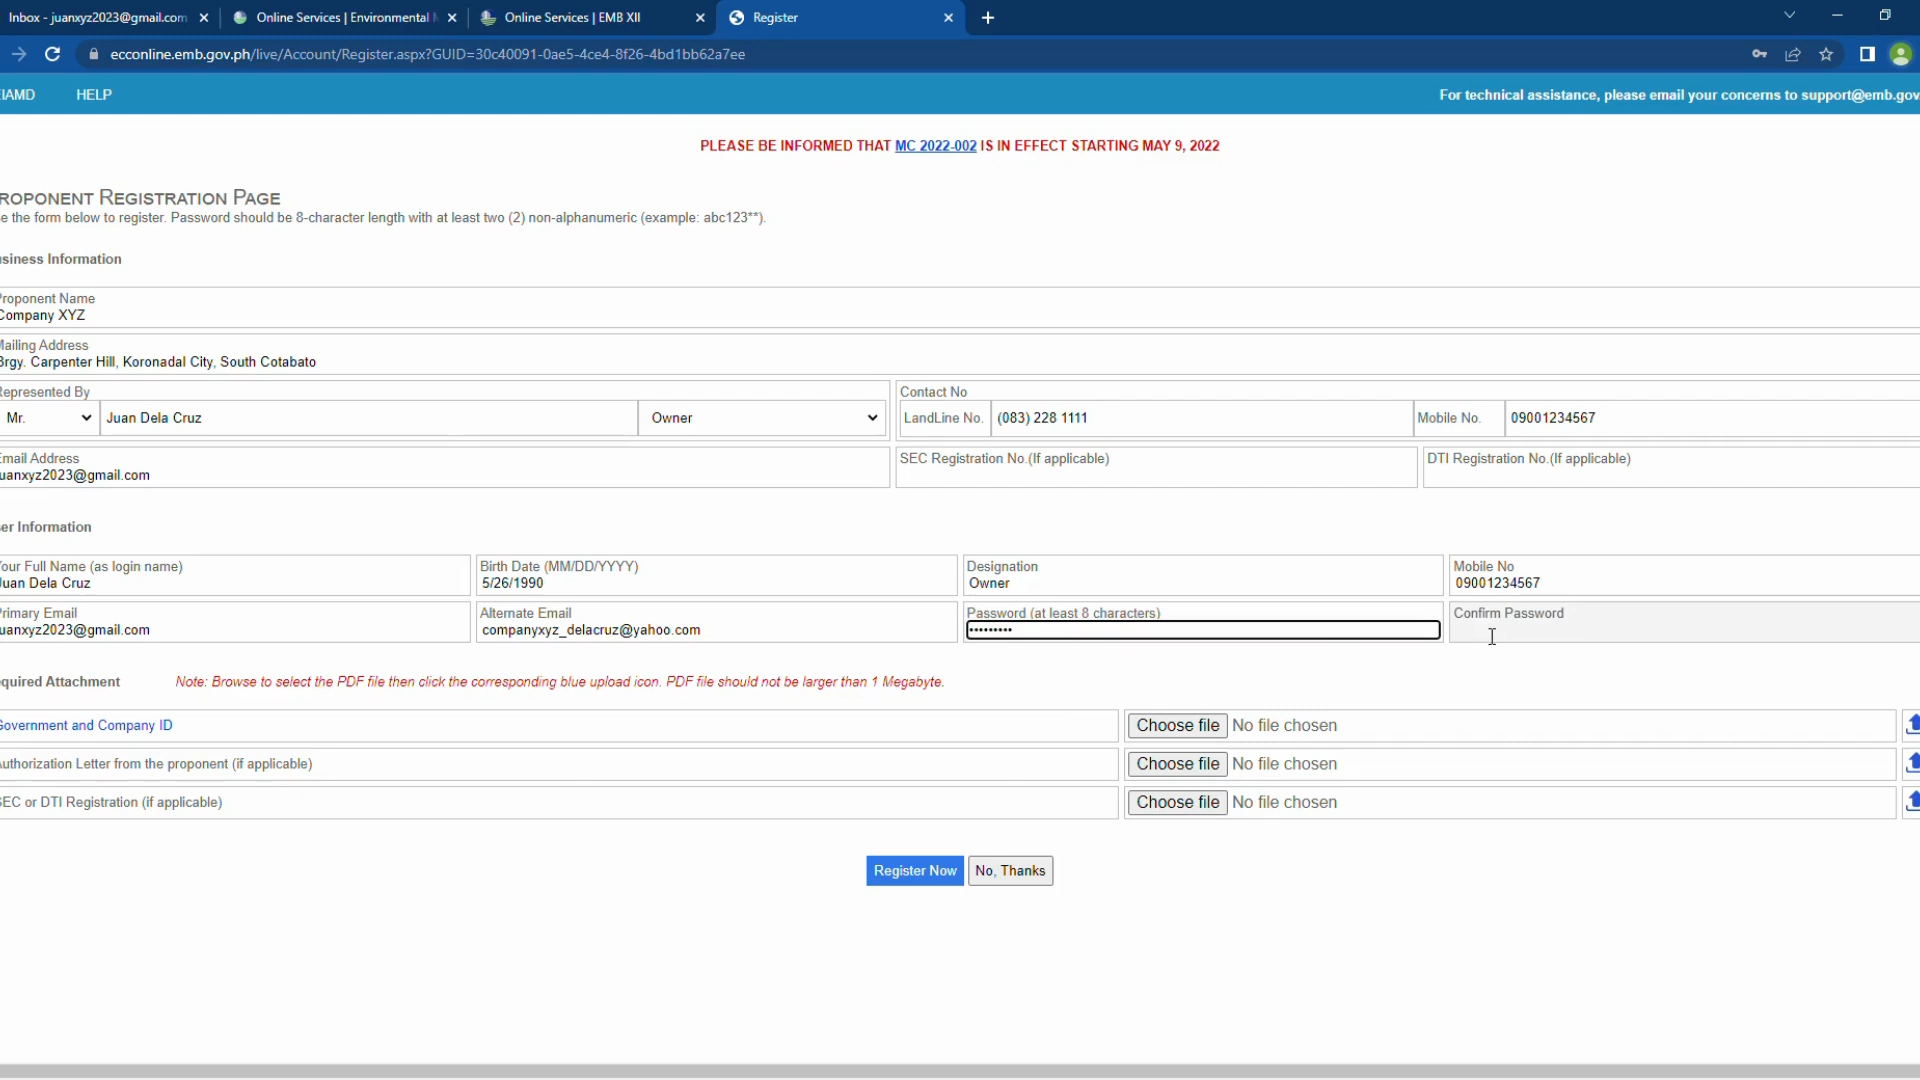 Inbox - juanxyz2023@gmail.com
Online Services | Environmental
Online Services | EMB XII
Register
ecconline.emb.gov.ph/live/Account/Register.aspx?GUID=30c40091-0ae5-4ce4-8f26-4bd1bb62a7ee
IAMD HELP For technical assistance, please email your concerns to support@emb.gov
PLEASE BE INFORMED THAT MC 2022-002 IS IN EFFECT STARTING MAY 9, 2022
ROPONENT REGISTRATION PAGE
e the form below to register. Password should be 8-character length with at least two (2) non-alphanumeric (example: abc123**).
siness Information
Proponent Name
Company XYZ
Mailing Address
Brgy. Carpenter Hill, Koronadal City, South Cotabato
Represented By
Mr. Juan Dela Cruz Owner
Contact No
LandLine No. (083) 228 1111 Mobile No. 09001234567
Email Address
uanxyz2023@gmail.com
SEC Registration No.(If applicable)
DTI Registration No.(If applicable)
er Information
Your Full Name (as login name)
Juan Dela Cruz
Birth Date (MM/DD/YYYY)
5/26/1990
Designation
Owner
Mobile No
09001234567
Primary Email
uanxyz2023@gmail.com
Alternate Email
companyxyz_delacruz@yahoo.com
Password (at least 8 characters)
•••••••••
Confirm Password
quired Attachment Note: Browse to select the PDF file then click the corresponding blue upload icon. PDF file should not be larger than 1 Megabyte.
Government and Company ID Choose file No file chosen
uthorization Letter from the proponent (if applicable) Choose file No file chosen
SEC or DTI Registration (if applicable) Choose file No file chosen
Register Now No, Thanks